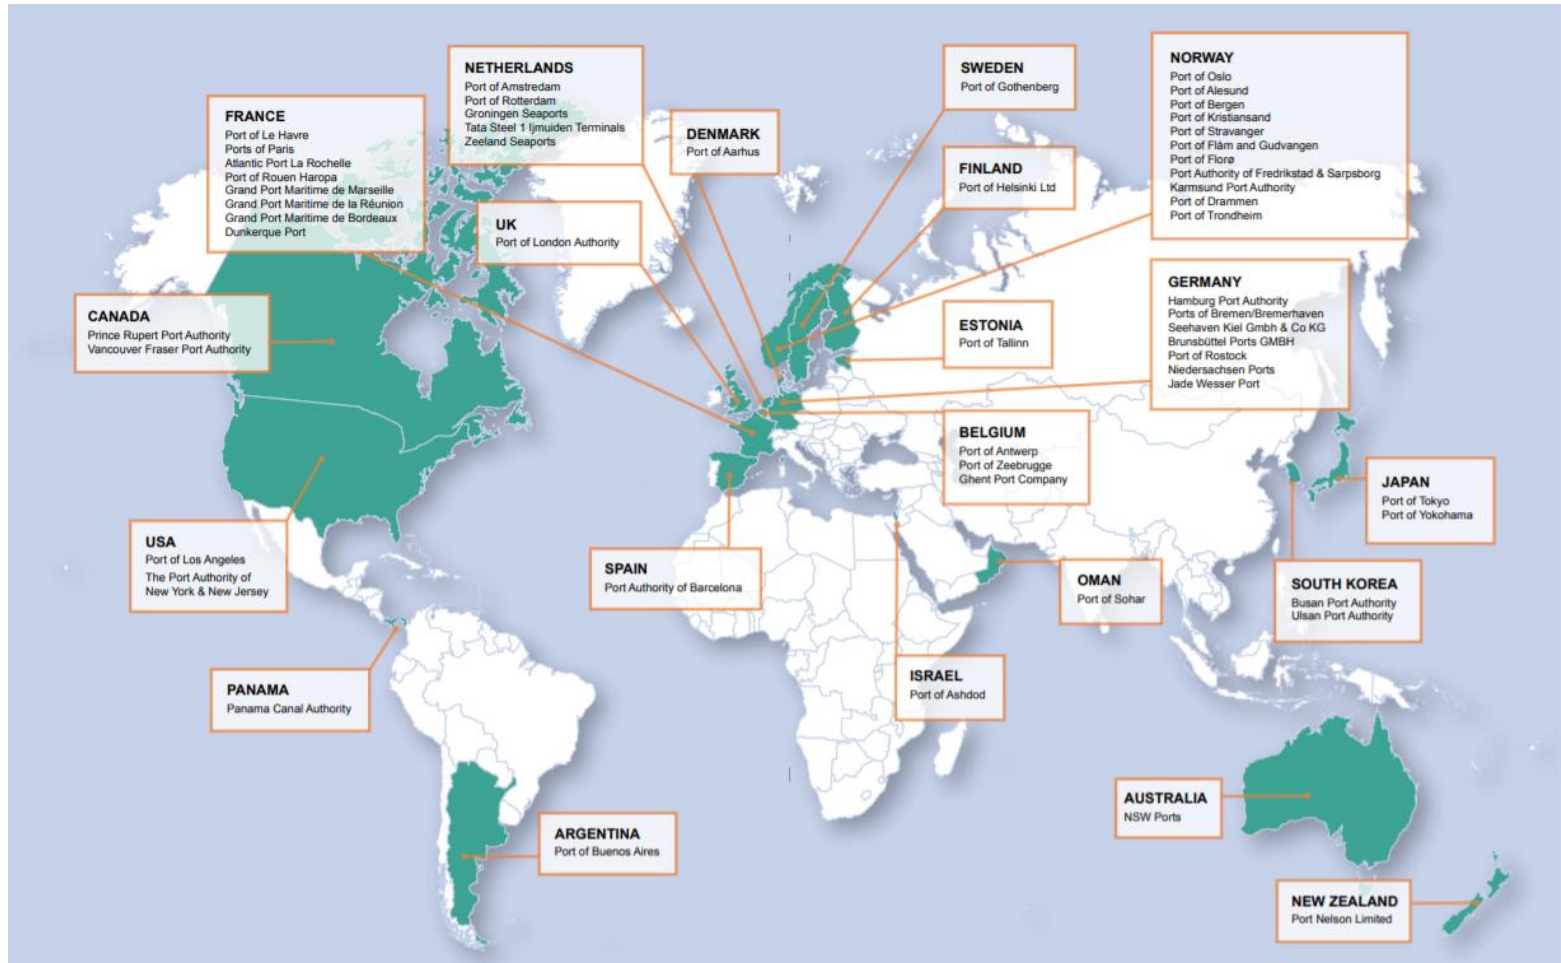 NETHERLANDS
Port of Amstredam
Port of Rotterdam
Groningen Seaports
Tata Steel 1 Ijmuiden Terminals
Zeeland Seaports
SWEDEN
Port of Gothenberg
NORWAY
Port of Oslo
Port of Alesund
Port of Bergen
Port of Kristiansand
Port of Stravanger
Port of Flåm and Gudvangen
Port of Florø
Port Authority of Fredrikstad & Sarpsborg
Karmsund Port Authority
Port of Drammen
Port of Trondheim
FRANCE
Port of Le Havre
Ports of Paris
Atlantic Port La Rochelle
Port of Rouen Haropa
Grand Port Maritime de Marseille
Grand Port Maritime de la Réunion
Grand Port Maritime de Bordeaux
Dunkerque Port
DENMARK
Port of Aarhus
FINLAND
Port of Helsinki Ltd
UK
Port of London Authority
GERMANY
Hamburg Port Authority
Ports of Bremen/Bremerhaven
Seehaven Kiel Gmbh & Co KG
Brunsbüttel Ports GMBH
Port of Rostock
Niedersachsen Ports
Jade Wesser Port
CANADA
Prince Rupert Port Authority
Vancouver Fraser Port Authority
ESTONIA
Port of Tallinn
BELGIUM
Port of Antwerp
Port of Zeebrugge
Ghent Port Company
JAPAN
Port of Tokyo
Port of Yokohama
USA
Port of Los Angeles
The Port Authority of
New York & New Jersey
SPAIN
Port Authority of Barcelona
OMAN
Port of Sohar
SOUTH KOREA
Busan Port Authority
Ulsan Port Authority
PANAMA
Panama Canal Authority
ISRAEL
Port of Ashdod
AUSTRALIA
NSW Ports
ARGENTINA
Port of Buenos Aires
NEW ZEALAND
Port Nelson Limited